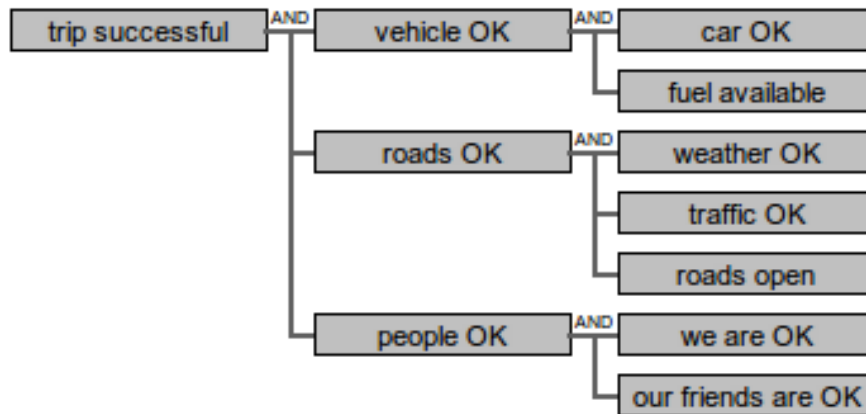 trip successful AND vehicle OK AND car OK
fuel available
roads OK AND weather OK
traffic OK
roads open
people OK AND we are OK
our friends are OK